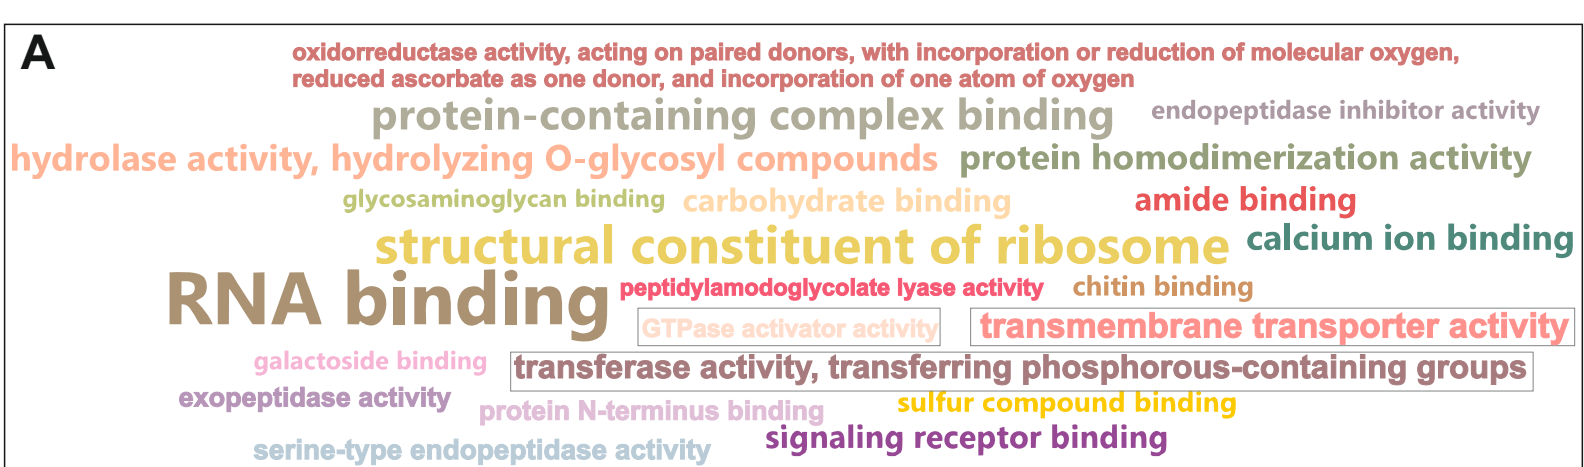 A
oxidorreductase activity, acting on paired donors, with incorporation or reduction of molecular oxygen,
reduced ascorbate as one donor, and incorporation of one atom of oxygen
protein-containing complex binding
endopeptidase inhibitor activity
hydrolase activity, hydrolyzing O-glycosyl compounds
protein homodimerization activity
glycosaminoglycan binding
carbohydrate binding
amide binding
structural constituent of ribosome
calcium ion binding
RNA binding
peptidylamodoglycolate lyase activity
chitin binding
GTPase activator activity
transmembrane transporter activity
galactoside binding
transferase activity, transferring phosphorous-containing groups
exopeptidase activity
protein N-terminus binding
sulfur compound binding
serine-type endopeptidase activity
signaling receptor binding